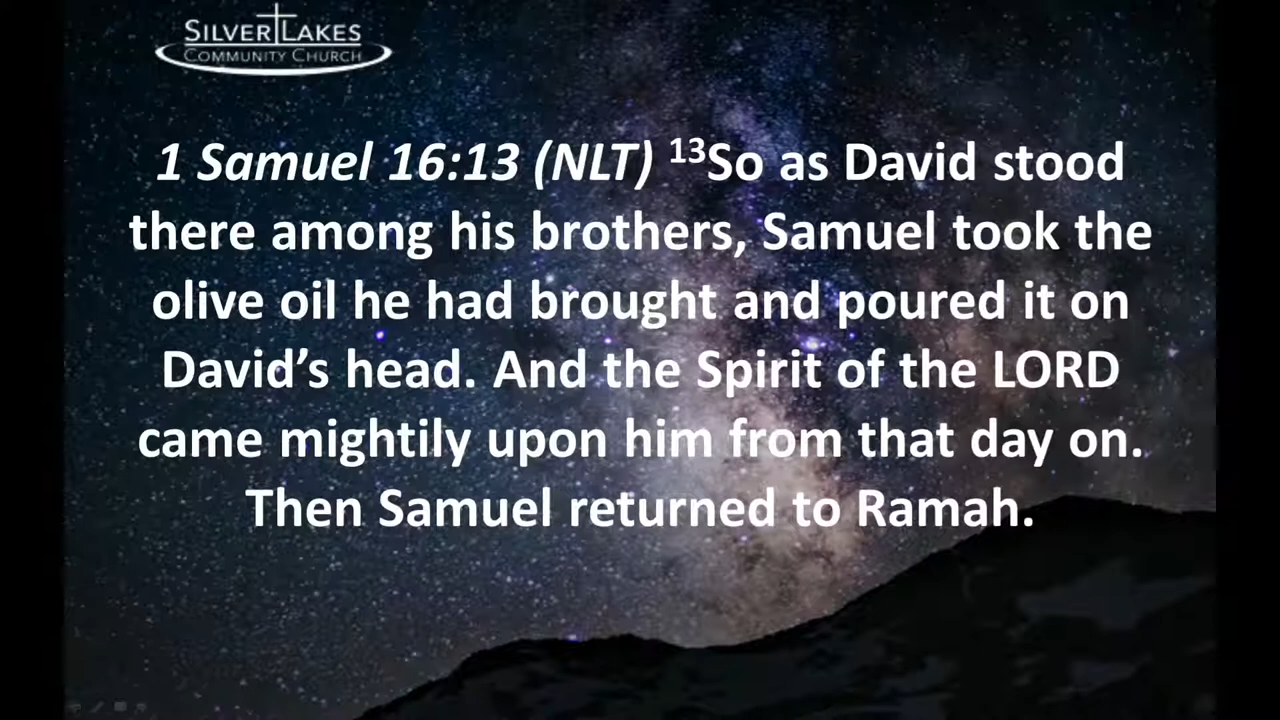 SILVER LAKES
COMMUNITY CHURCH
1 Samuel 16:13 (NLT) ¹³So as David stood
there among his brothers, Samuel took the
olive oil he had brought and poured it on
David’s head. And the Spirit of the LORD
came mightily upon him from that day on.
Then Samuel returned to Ramah.